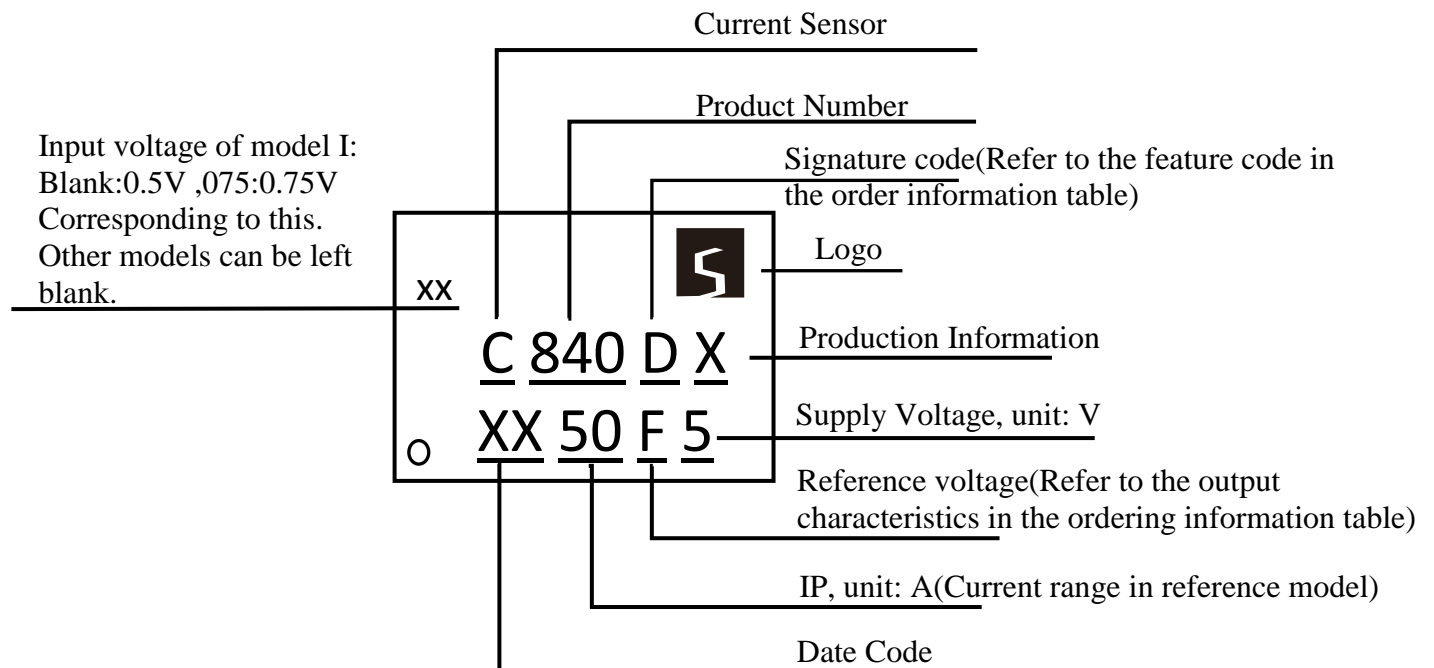 Current Sensor
Product Number
Input voltage of model I:
Blank:0.5V ,075:0.75V
Corresponding to this.
Other models can be left
blank.
Signature code(Refer to the feature code in
the order information table)
Logo
xx
C 840 D X
Production Information
XX 50 F 5
Supply Voltage, unit: V
Reference voltage(Refer to the output
characteristics in the ordering information table)
IP, unit: A(Current range in reference model)
Date Code